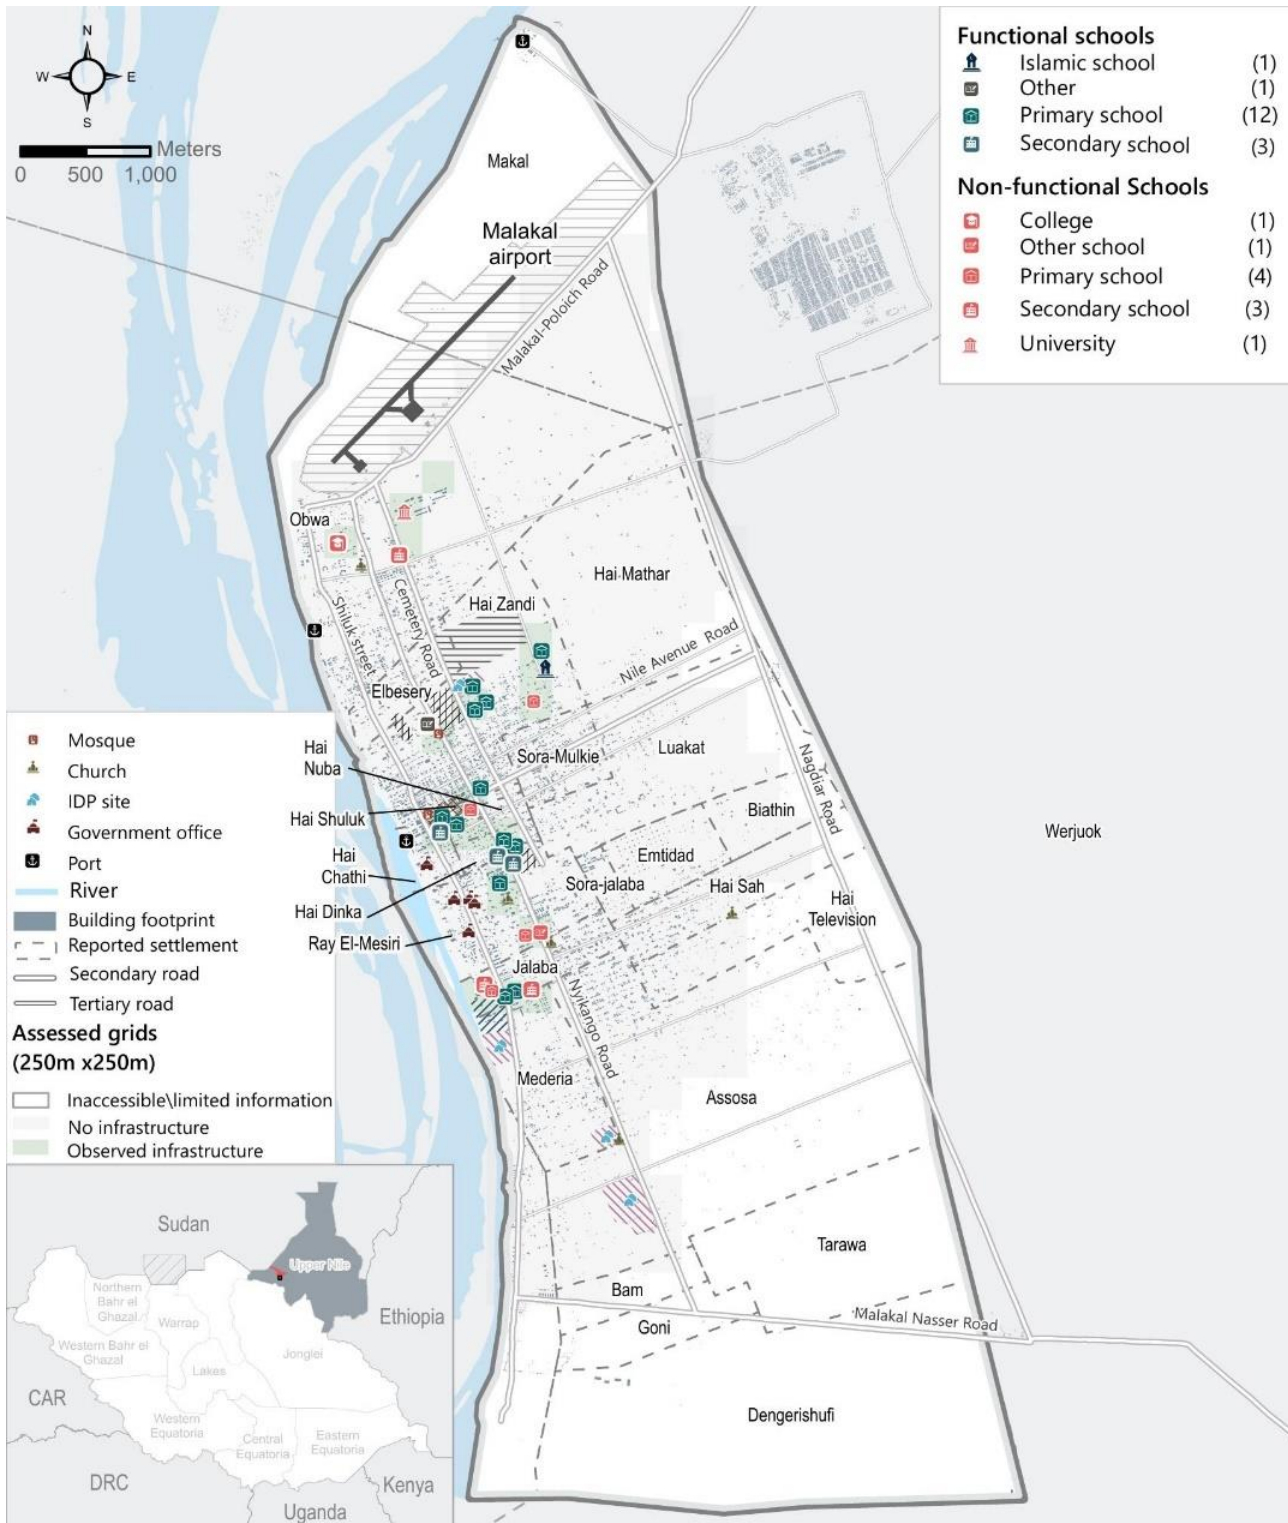 N
W
E
S
Meters
0 500 1,000
Functional schools
Islamic school (1)
Other (1)
Primary school (12)
Secondary school (3)
Non-functional Schools
College (1)
Other school (1)
Primary school (4)
Secondary school (3)
University (1)
Makal
Malakal
airport
Malakal-Poloich Road
Obwa
Hai Mathar
Hai Zandi
Cemetery Road
Shiluk street
Nile Avenue Road
Elbesery
Hai
Nuba
Sora-Mulkie
Luakat
Nagdiar Road
Biathin
Hai Shuluk
Werjuok
Emtidad
Hai
Chathi
Sora-jalaba
Hai Sah
Hai
Television
Hai Dinka
Ray El-Mesiri
Jalaba
Nyikango Road
Mederia
Assosa
Tarawa
Bam
Goni
Malakal Nasser Road
Dengerishufi
Mosque
Church
IDP site
Government office
Port
River
Building footprint
Reported settlement
Secondary road
Tertiary road
Assessed grids
(250m x250m)
Inaccessible\limited information
No infrastructure
Observed infrastructure
Sudan
Upper Nile
Northern
Bahr el
Ghazal
Warrap
Ethiopia
Western Bahr el
Ghazal
Jonglei
Lakes
CAR
Western
Equatoria
Central
Equatoria
Eastern
Equatoria
DRC
Kenya
Uganda